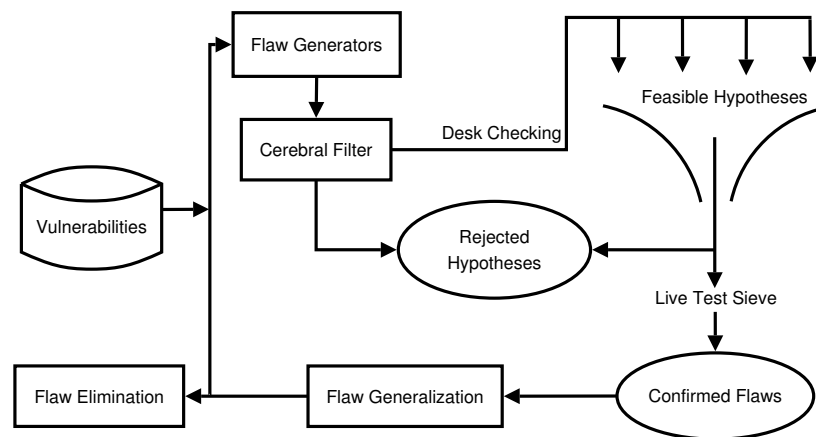 Flaw Generators
Feasible Hypotheses
Desk Checking
Cerebral Filter
Vulnerabilities
Rejected
Hypotheses
Live Test Sieve
Flaw Elimination
Flaw Generalization
Confirmed Flaws